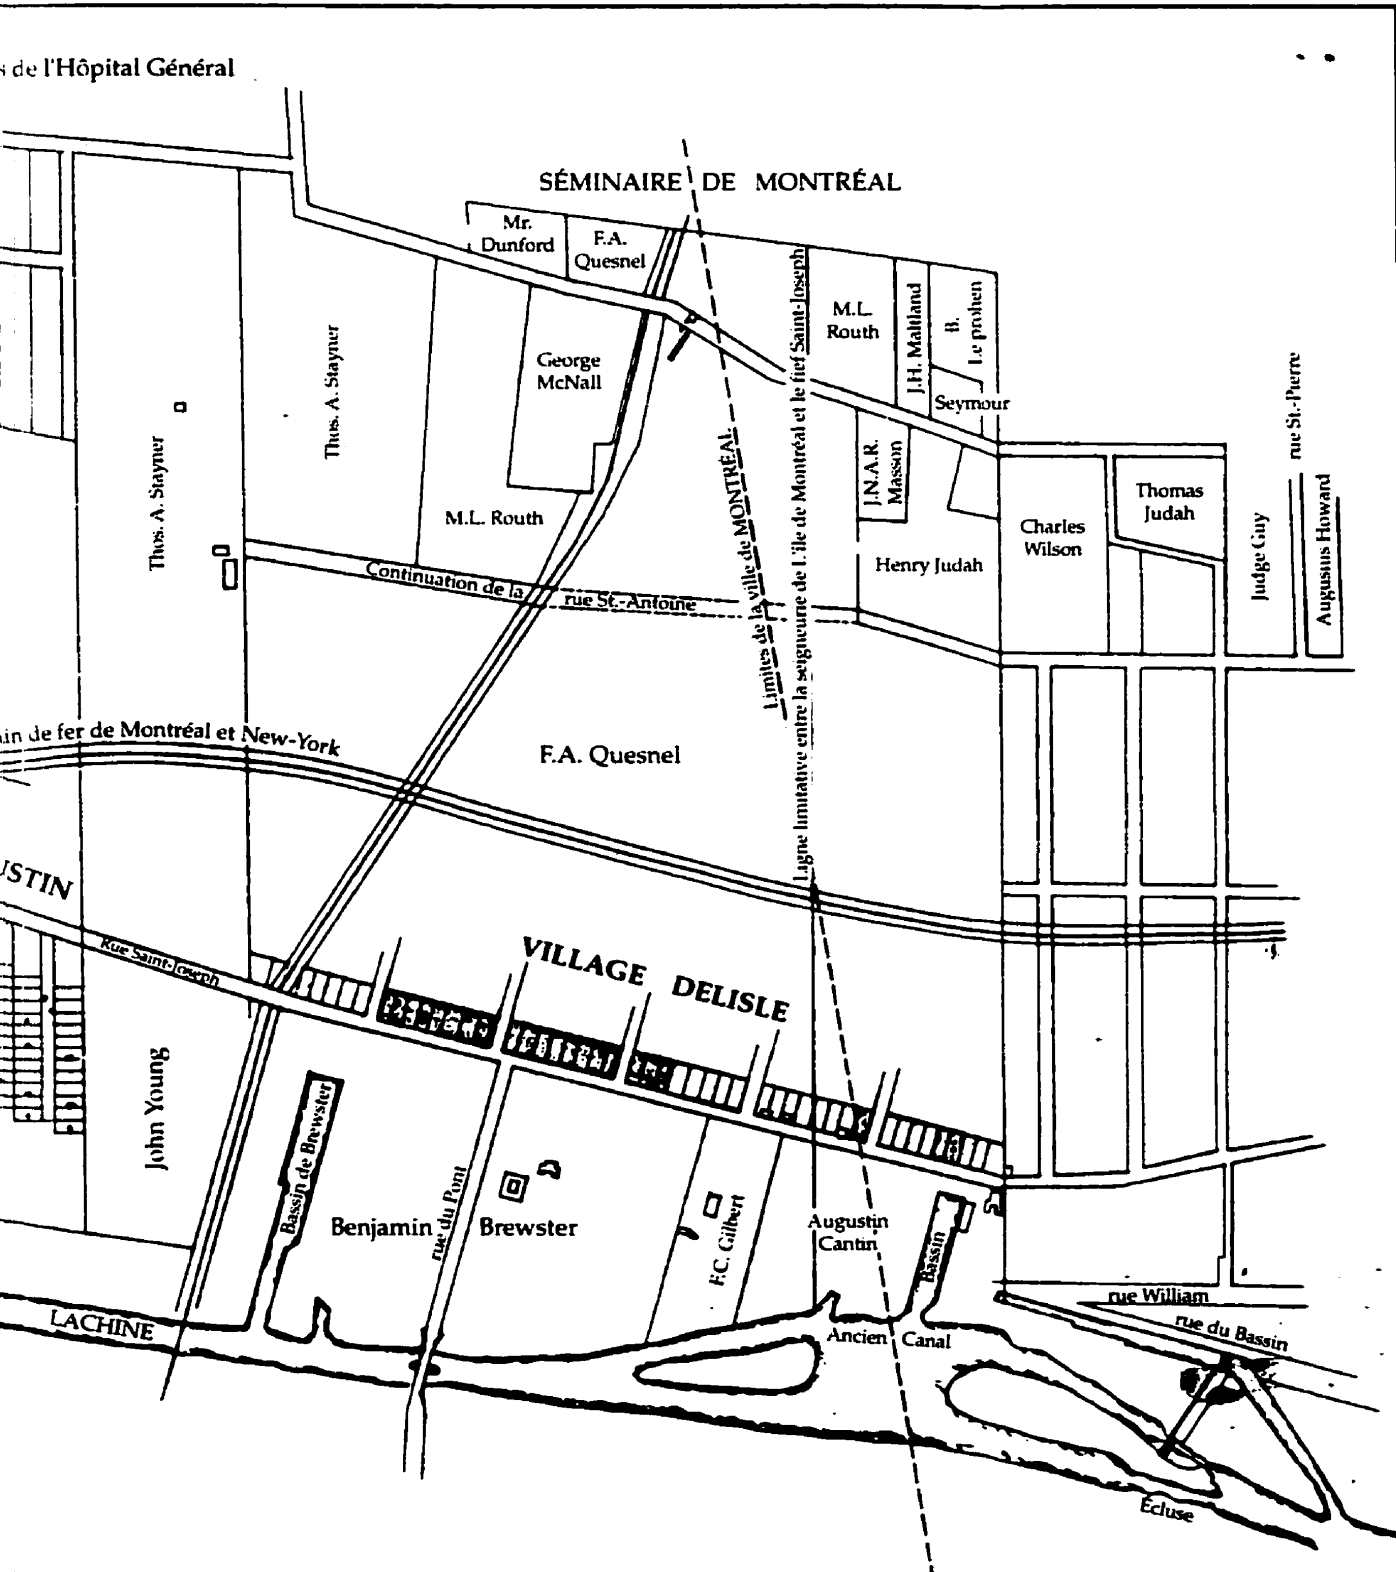 de l'Hôpital Général
SÉMINAIRE DE MONTRÉAL
Mr.
Dunford
F.A.
Quesnel
M.L.
Routh
J.H. Maitland
B.
Le prohen
Seymour
George
McNall
Thos. A. Stayner
Thos. A. Stayner
M.L. Routh
J.N.A.R.
Masson
Henry Judah
Charles
Wilson
Thomas
Judah
Judge Guy
rue St.-Pierre
Augustus Howard
Limites de la ville de MONTRÉAL
Ligne limitative entre la seigneurie de L'île de Montréal et le fief Saint-Joseph
Continuation de la rue St.-Antoine
F.A. Quesnel
de fer de Montréal et New-York
USTIN
Rue Saint-Joseph
VILLAGE DELISLE
John Young
Bassin de Brewster
Benjamin Brewster
rue du Pont
F.C. Gilbert
Augustin
Cantin
Bassin
rue William
rue du Bassin
LACHINE
Ancien Canal
Écluse